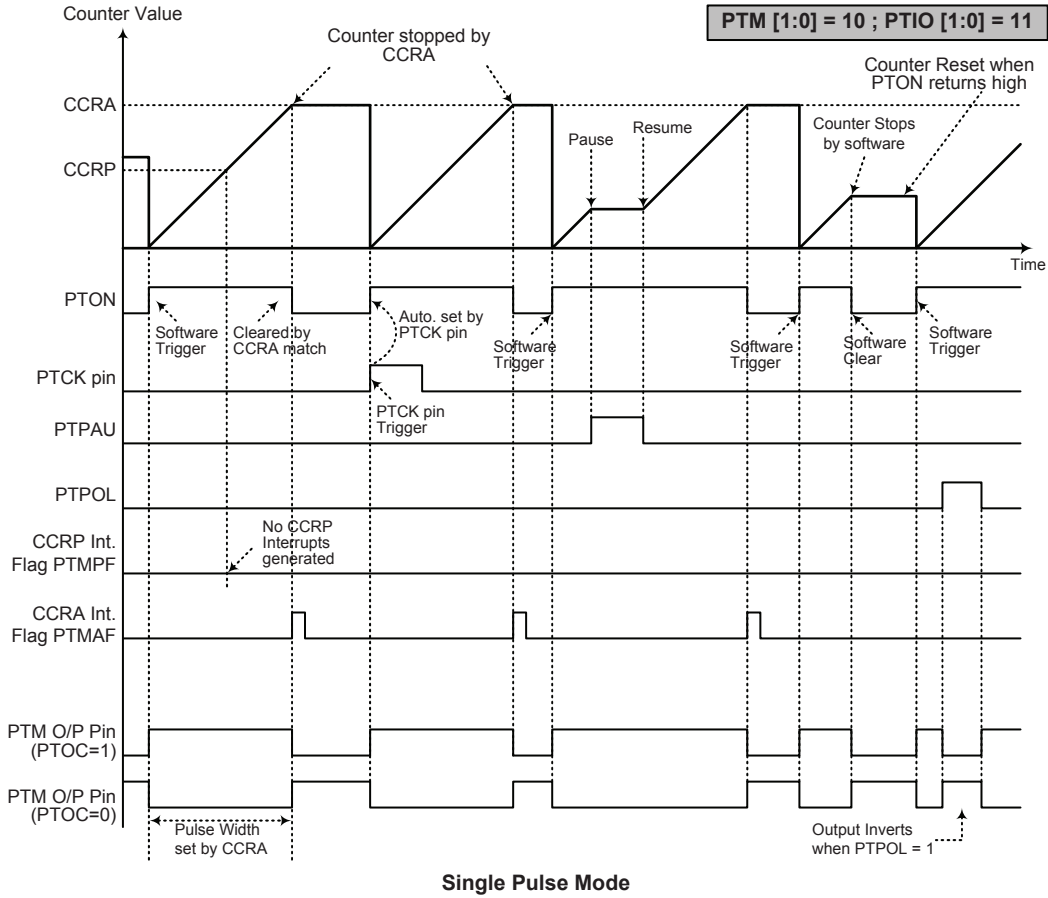 Counter Value
PTM [1:0] = 10 ; PTIO [1:0] = 11
Counter stopped by
CCRA
Counter Reset when
PTON returns high
CCRA
CCRP
Pause
Resume
Counter Stops
by software
Time
PTON
Software
Trigger
Cleared by
CCRA match
Auto. set by
PTCK pin
Software
Trigger
Software
Trigger
Software
Clear
Software
Trigger
PTCK pin
PTCK pin
Trigger
PTPAU
PTPOL
No CCRP
Interrupts
generated
CCRP Int.
Flag PTMPF
CCRA Int.
Flag PTMAF
PTM O/P Pin
(PTOC=1)
PTM O/P Pin
(PTOC=0)
Pulse Width
set by CCRA
Output Inverts
when PTPOL = 1
Single Pulse Mode